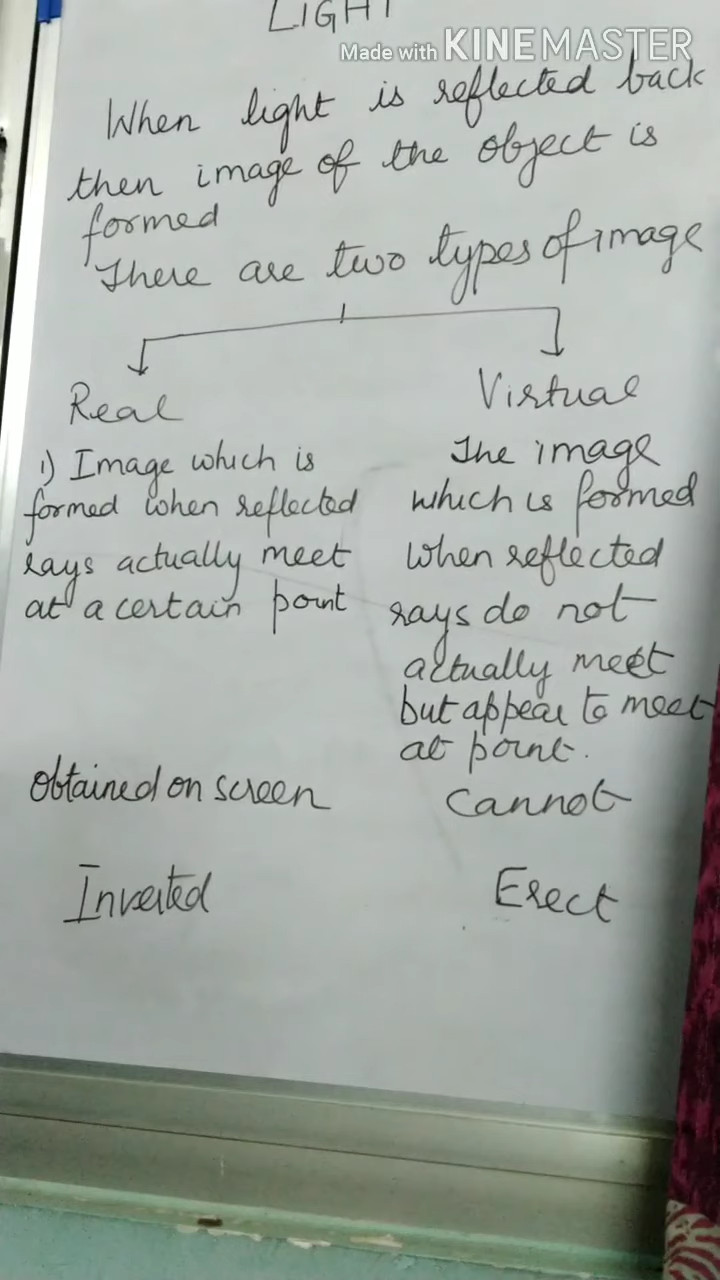 LIGHT
Made with KINEMASTER
When light is reflected back
then image of the object is
formed
There are two types of image
Real
1) Image which is
formed when reflected
rays actually meet
at a certain point
Obtained on screen
Inverted
Virtual
The image
which is formed
when reflected
rays do not
actually meet
but appear to meet
at point.
Cannot
Erect